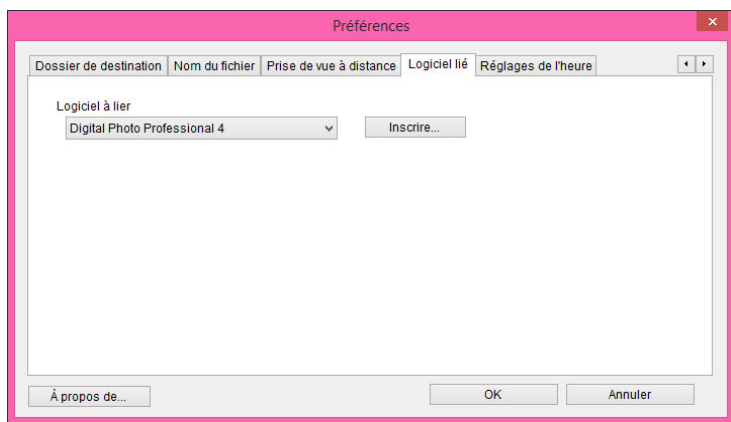 Préférences
Dossier de destination Nom du fichier Prise de vue à distance Logiciel lié Réglages de l'heure
Logiciel à lier
Digital Photo Professional 4 Inscrire...
À propos de... OK Annuler